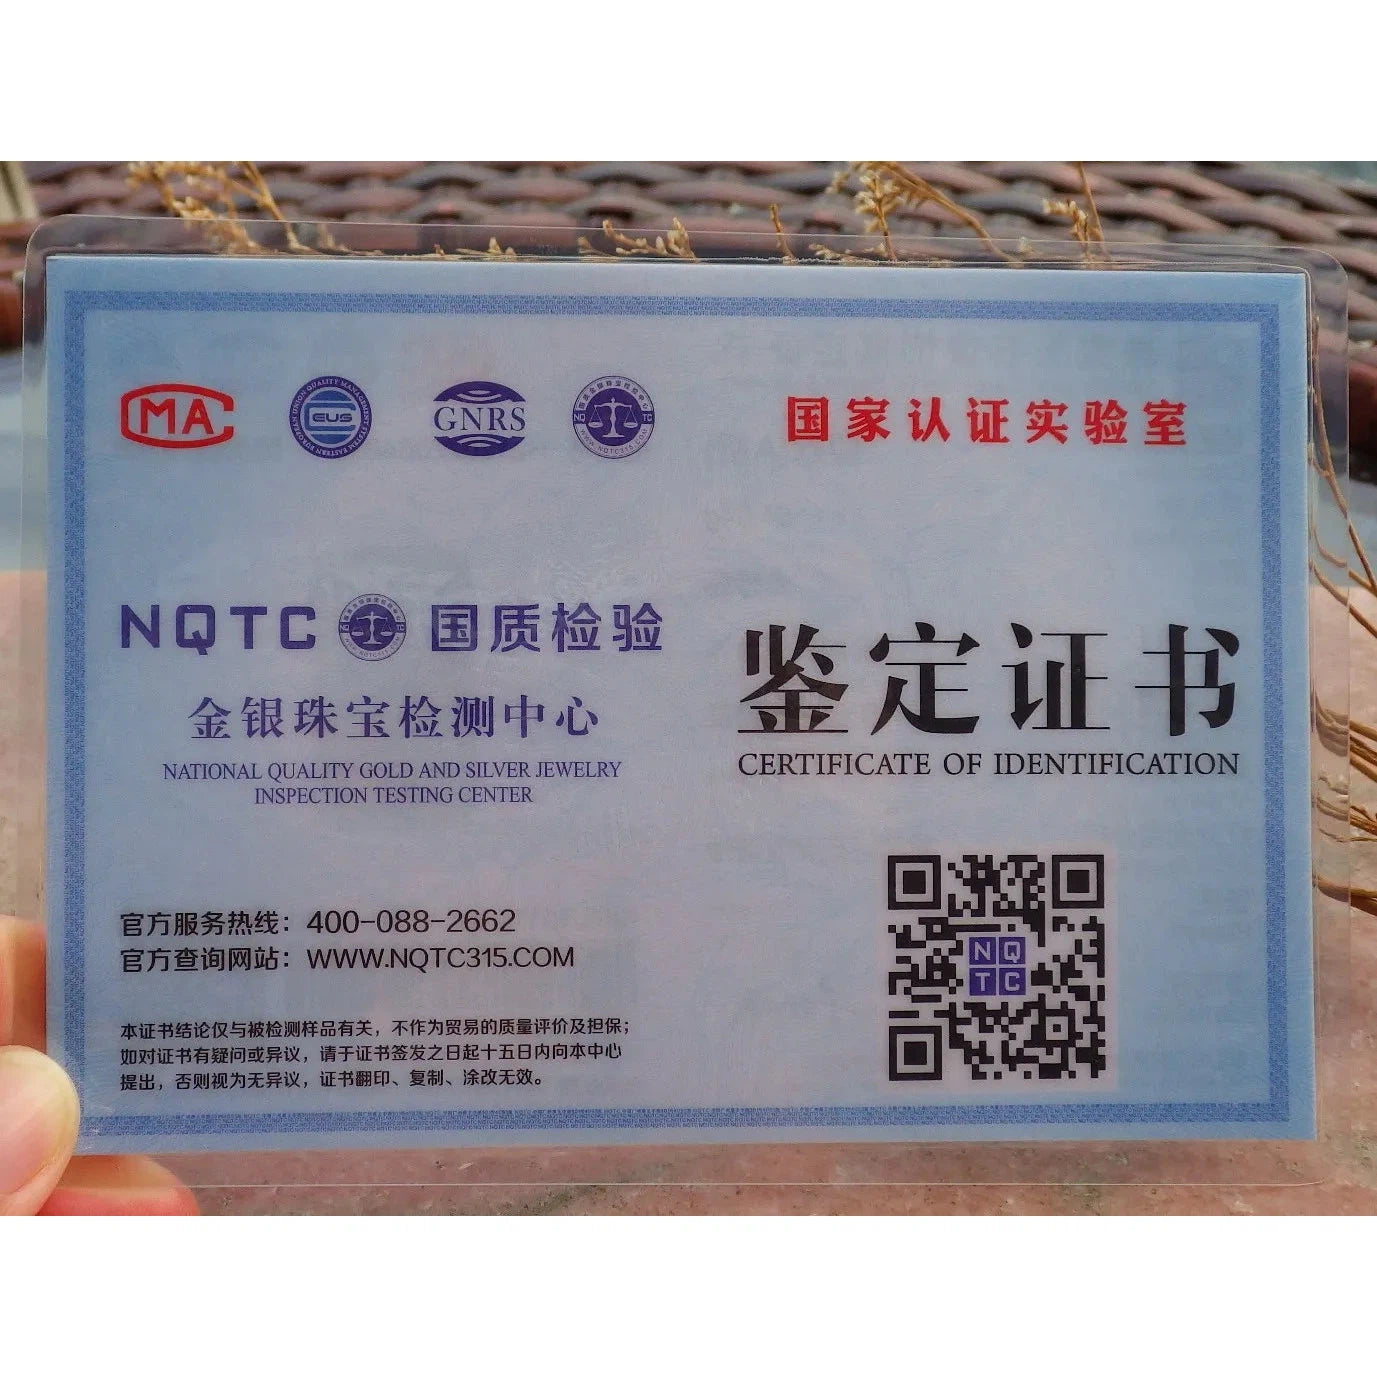 MA
EUS
GNRS
NQ TC
国家认证实验室
NQTC 国质检验
金银珠宝检测中心
NATIONAL QUALITY GOLD AND SILVER JEWELRY
INSPECTION TESTING CENTER
鉴定证书
CERTIFICATE OF IDENTIFICATION
官方服务热线：400-088-2662
官方查询网站：WWW.NQTC315.COM
本证书结论仅与被检测样品有关，不作为贸易的质量评价及担保；
如对证书有疑问或异议，请于证书签发之日起十五日内向本中心
提出，否则视为无异议，证书翻印、复制、涂改无效。
NQ
TC